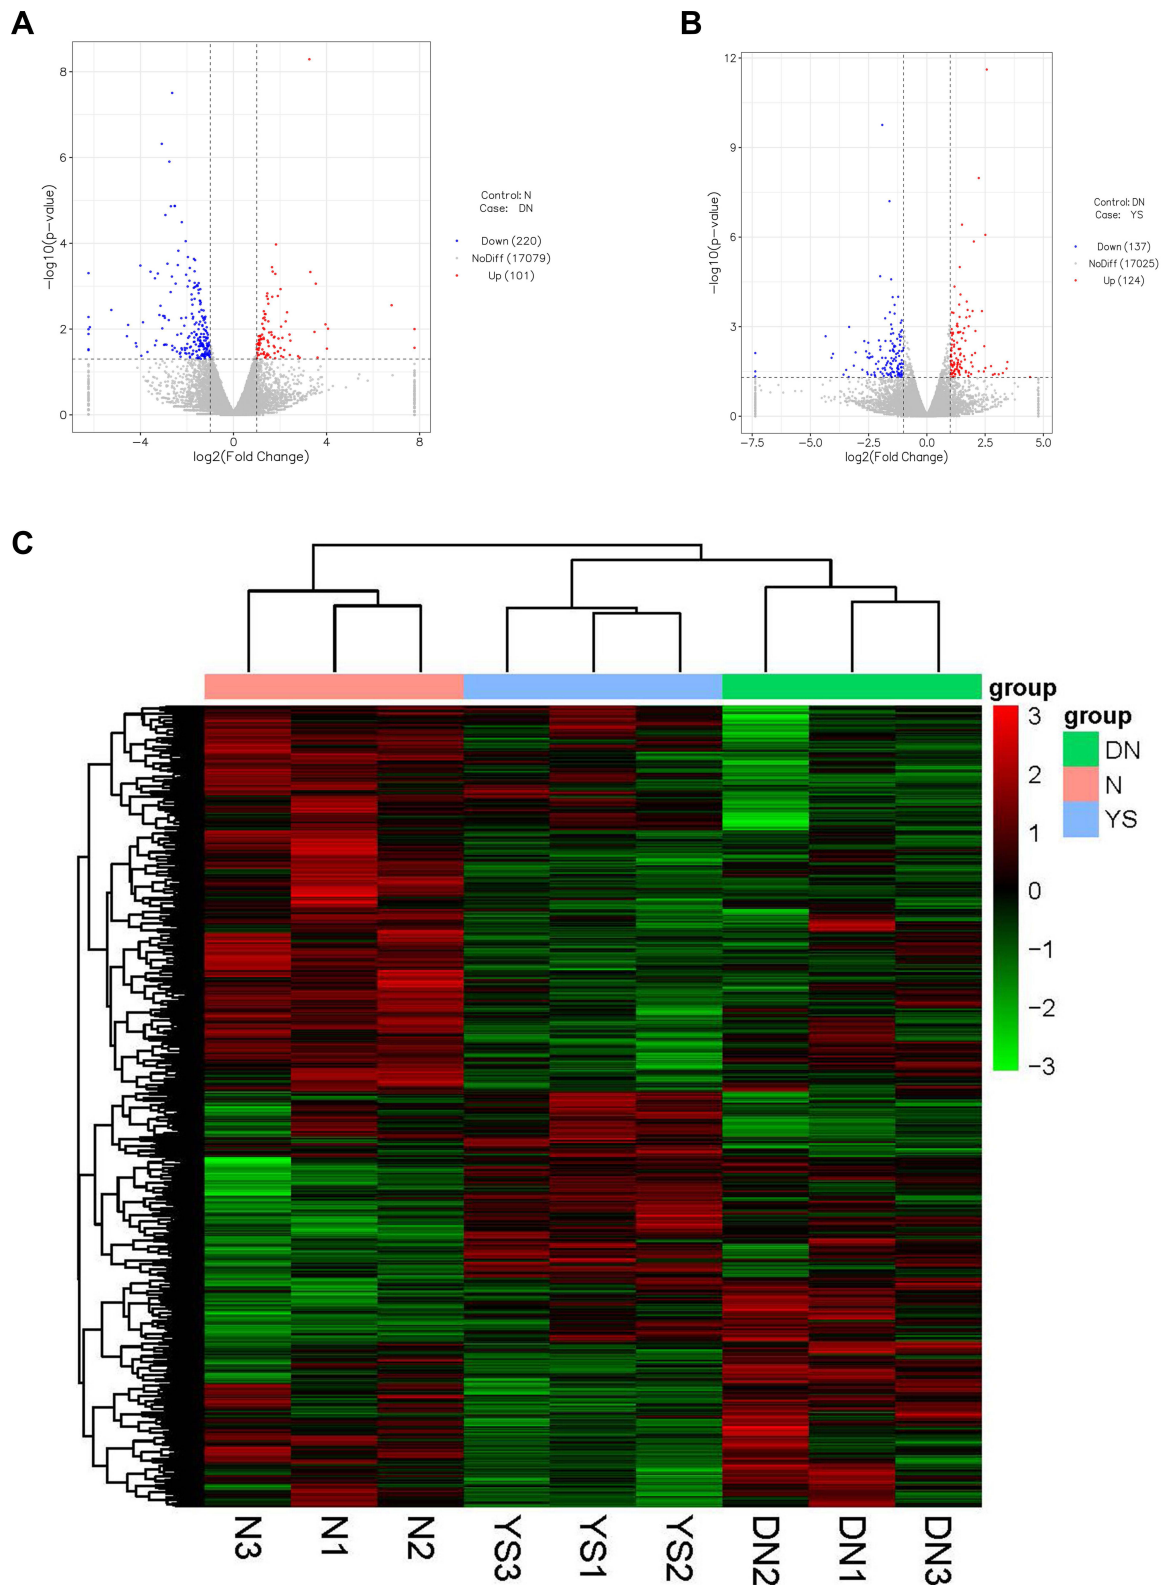 A
B
8
6
4
2
0
−4
0
4
8
−log10(p−value)
log2(Fold Change)
Control: N
Case: DN
Down (220)
NoDiff (17079)
Up (101)
12
9
6
3
0
−7.5
−5.0
−2.5
0.0
2.5
5.0
−log10(p−value)
log2(Fold Change)
Control: DN
Case: YS
Down (137)
NoDiff (17025)
Up (124)
C
group
3
2
1
0
−1
−2
−3
group
DN
N
YS
N3
N1
N2
YS3
YS1
YS2
DN2
DN1
DN3